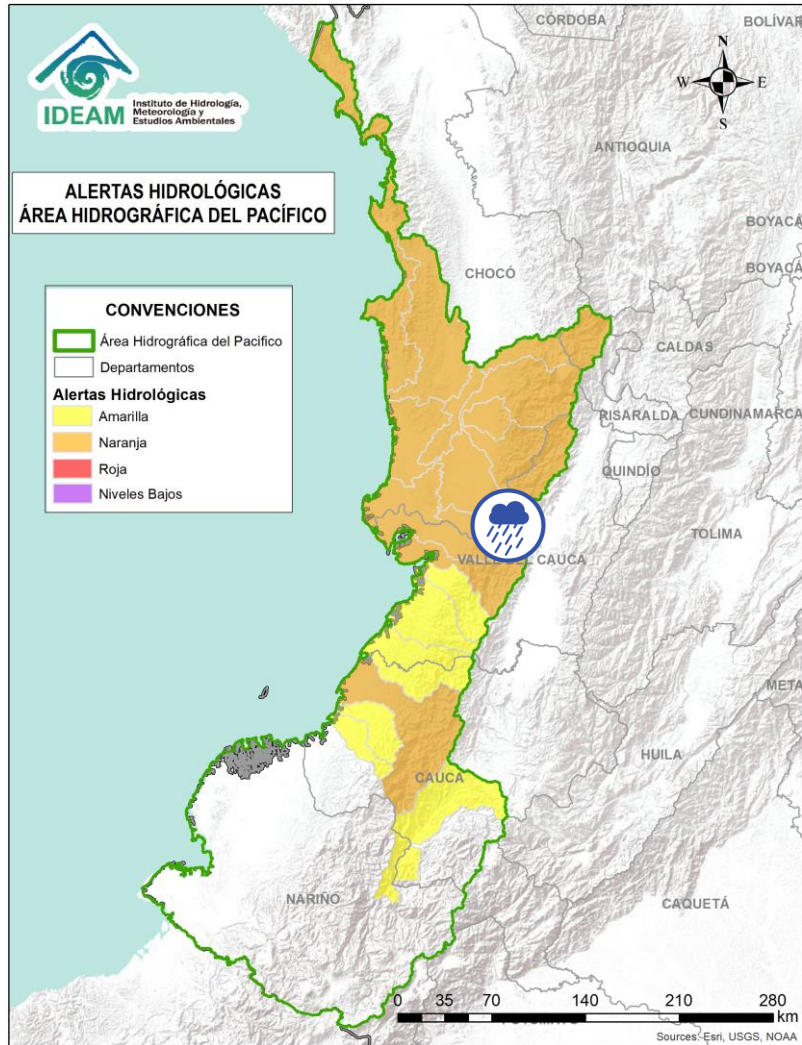 IDEAM
Instituto de Hidrología,
Meteorología y
Estudios Ambientales
ALERTAS HIDROLÓGICAS
ÁREA HIDROGRÁFICA DEL PACÍFICO
CONVENCIONES
Área Hidrográfica del Pacifico
Departamentos
Alertas Hidrológicas
Amarilla
Naranja
Roja
Niveles Bajos
CÓRDOBA
BOLÍVAR
N
W
E
S
ANTIOQUIA
BOYACÁ
BOYACÁ
CHOCÓ
CALDAS
RISARALDA
CUNDINAMARCA
QUINDÍO
TOLIMA
VALLE DEL CAUCA
META
HUILA
CAUCA
NARIÑO
CAQUETÁ
0 35 70 140 210 280
km
Sources: Esri, USGS, NOAA